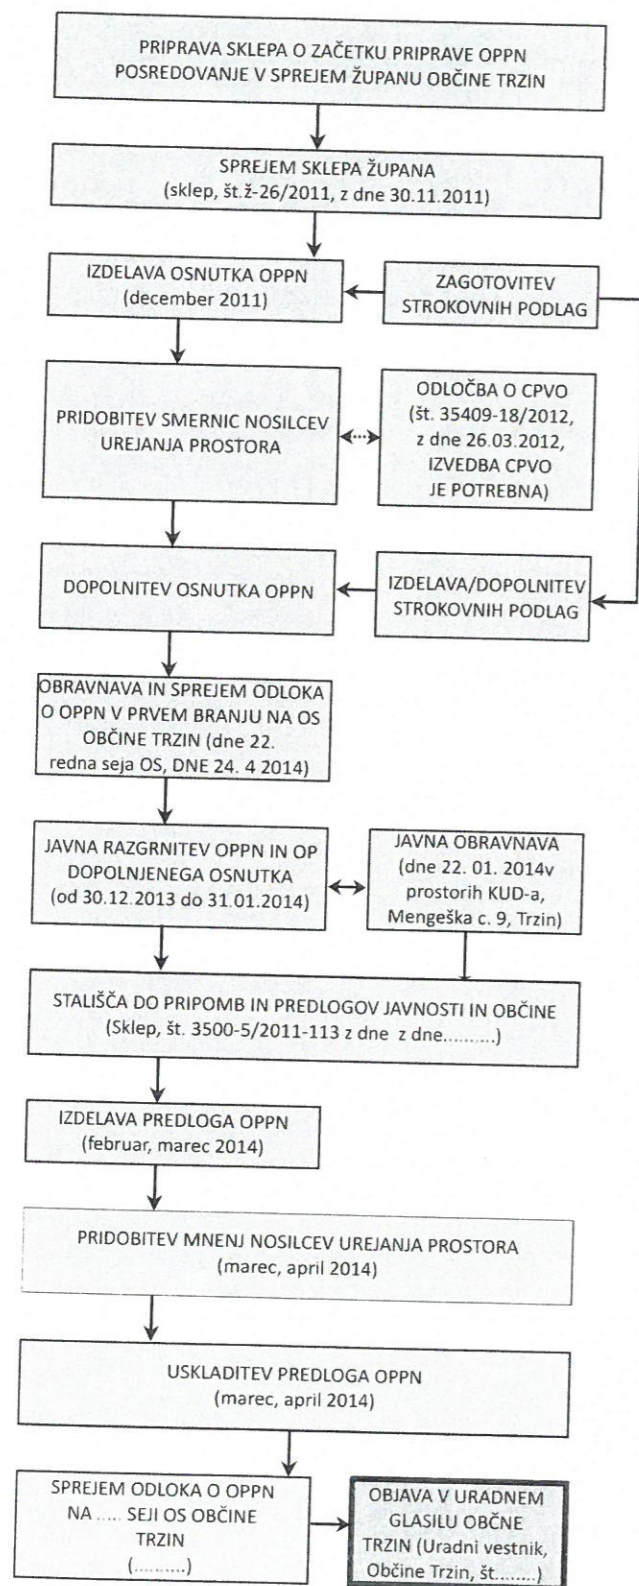 PRIPRAVA SKLEPA O ZAČETKU PRIPRAVE OPPN
POSREDOVANJE V SPREJEM ŽUPANU OBČINE TRZIN
SPREJEM SKLEPA ŽUPANA
(sklep, št.ž-26/2011, z dne 30.11.2011)
IZDELAVA OSNUTKA OPPN
(december 2011)
ZAGOTOVITEV
STROKOVNIH PODLAG
PRIDOBITEV SMERNIC NOSILCEV
UREJANJA PROSTORA
ODLOČBA O CPVO
(št. 35409-18/2012,
z dne 26.03.2012,
IZVEDBA CPVO
JE POTREBNA)
DOPOLNITEV OSNUTKA OPPN
IZDELAVA/DOPOLNITEV
STROKOVNIH PODLAG
OBRAVNAVA IN SPREJEM ODLOKA
O OPPN V PRVEM BRANJU NA OS
OBČINE TRZIN (dne 22.
redna seja OS, DNE 24. 4 2014)
JAVNA RAZGRNITEV OPPN IN OP
DOPOLNJENEGA OSNUTKA
(od 30.12.2013 do 31.01.2014)
JAVNA OBRAVNAVA
(dne 22. 01. 2014v
prostorih KUD-a,
Mengeška c. 9, Trzin)
STALIŠČA DO PRIPOMB IN PREDLOGOV JAVNOSTI IN OBČINE
(Sklep, št. 3500-5/2011-113 z dne  z dne..........)
IZDELAVA PREDLOGA OPPN
(februar, marec 2014)
PRIDOBITEV MNENJ NOSILCEV UREJANJA PROSTORA
(marec, april 2014)
USKLADITEV PREDLOGA OPPN
(marec, april 2014)
SPREJEM ODLOKA O OPPN
NA ..... SEJI OS OBČINE
TRZIN
(..........)
OBJAVA V URADNEM
GLASILU OBČNE
TRZIN (Uradni vestnik,
Občine Trzin, št........)